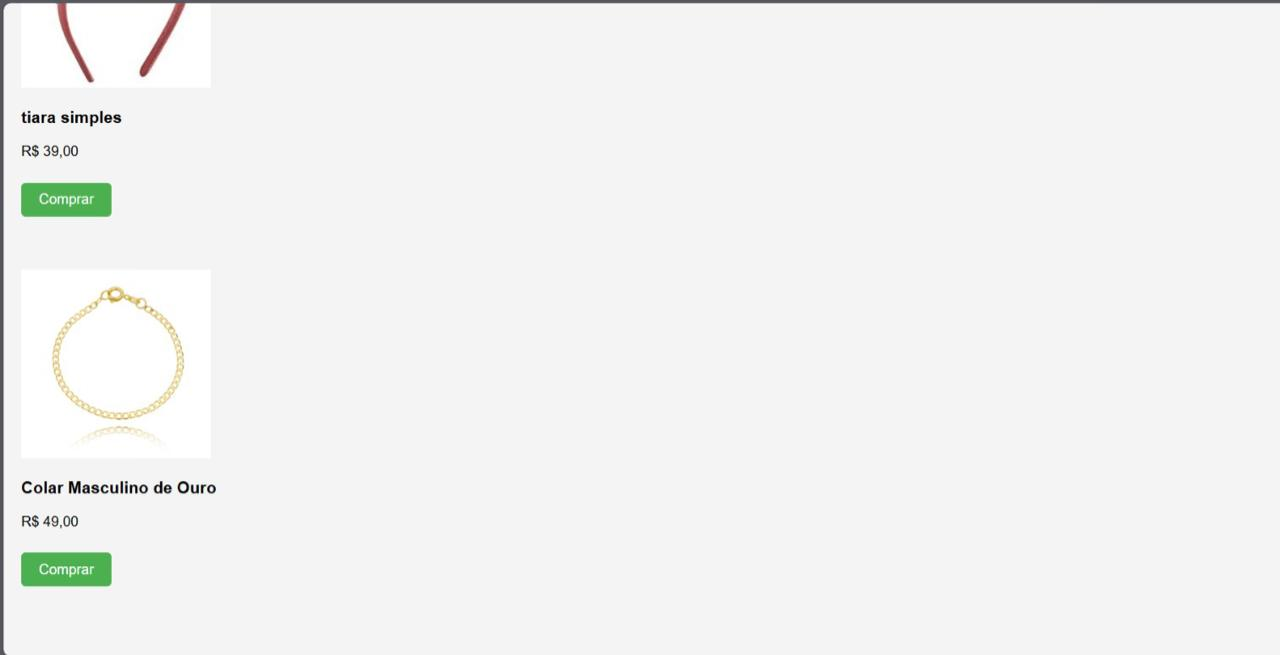 tiara simples
R$ 39,00
Comprar
Colar Masculino de Ouro
R$ 49,00
Comprar